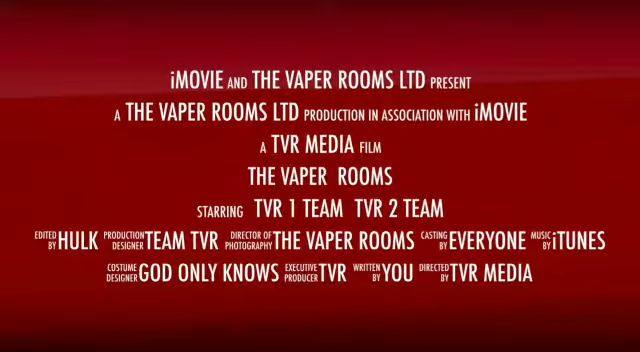 iMOVIE AND THE VAPER ROOMS LTD PRESENT
A THE VAPER ROOMS LTD PRODUCTION IN ASSOCIATION WITH iMOVIE
A TVR MEDIA FILM
THE VAPER ROOMS
STARRING TVR 1 TEAM TVR 2 TEAM
EDITED BY HULK PRODUCTION DESIGNER TEAM TVR DIRECTOR OF PHOTOGRAPHY THE VAPER ROOMS CASTING BY EVERYONE MUSIC BY iTUNES
COSTUME DESIGNER GOD ONLY KNOWS EXECUTIVE PRODUCER TVR WRITTEN BY YOU DIRECTED BY TVR MEDIA